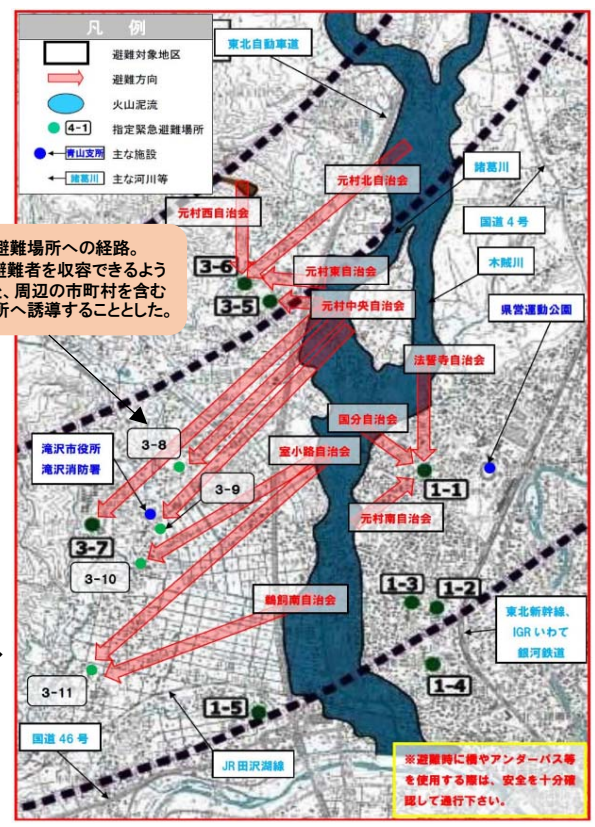 凡 例
避難対象地区
避難方向
火山泥流
4-1 指定緊急避難場所
青山支所 主な施設
諸葛川 主な河川等
東北自動車道
元村北自治会
諸葛川
元村西自治会
国道4号
避難場所への経路。
避難者を収容できるよう
、周辺の市町村を含む
所へ誘導することとした。
3-6
元村東自治会
木賊川
3-5
元村中央自治会
県営運動公園
法誓寺自治会
国分自治会
3-8
室小路自治会
滝沢市役所
滝沢消防署
3-9
1-1
3-7
元村南自治会
3-10
1-3
1-2
鵜飼南自治会
東北新幹線、
IGRいわて
銀河鉄道
1-4
3-11
1-5
国道46号
JR田沢湖線
※避難時に橋やアンダーパス等
を使用する際は、安全を十分確
認して通行下さい。